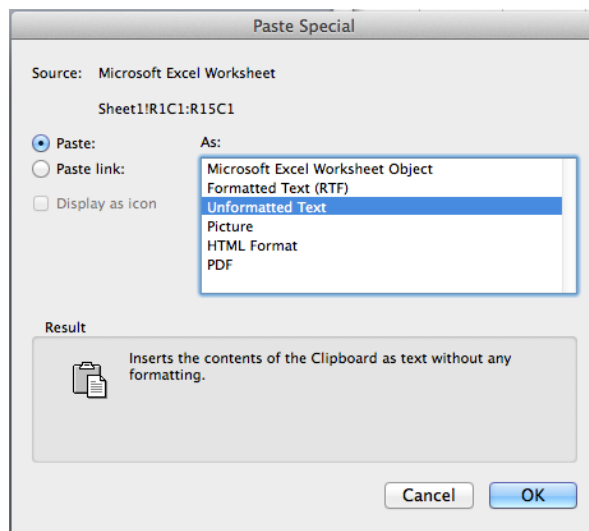 Paste Special
Source: Microsoft Excel Worksheet
Sheet1!R1C1:R15C1
Paste:
Paste link:
Display as icon
As:
Microsoft Excel Worksheet Object
Formatted Text (RTF)
Unformatted Text
Picture
HTML Format
PDF
Result
Inserts the contents of the Clipboard as text without any
formatting.
Cancel
OK